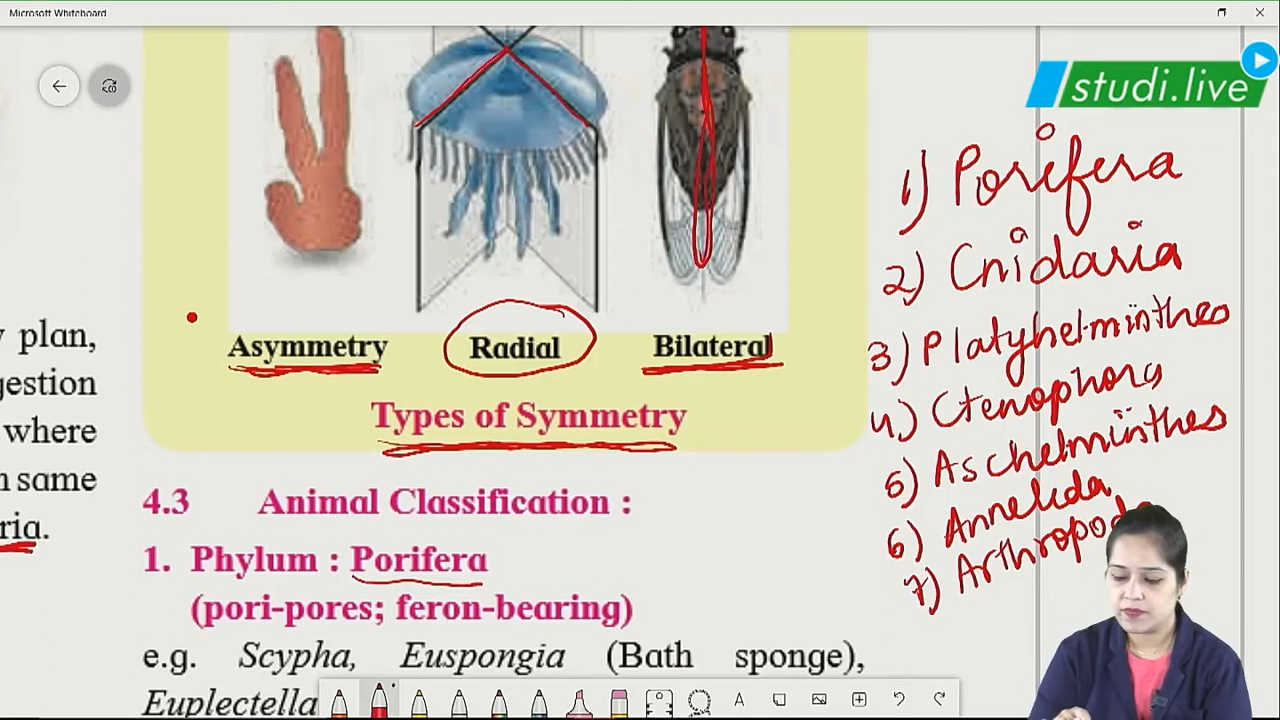 Microsoft Whiteboard
studi.live
Asymmetry Radial Bilateral
Types of Symmetry
plan,
gestion
where
same
ria.
4.3 Animal Classification :
1. Phylum : Porifera
(pori-pores; feron-bearing)
e.g. Scypha, Euspongia (Bath sponge),
Euplectella
1) Porifera
2) Cnidaria
3) Platyhelminthes
4) Ctenophora
5) Aschelminthes
6) Annelida
7) Arthropoda